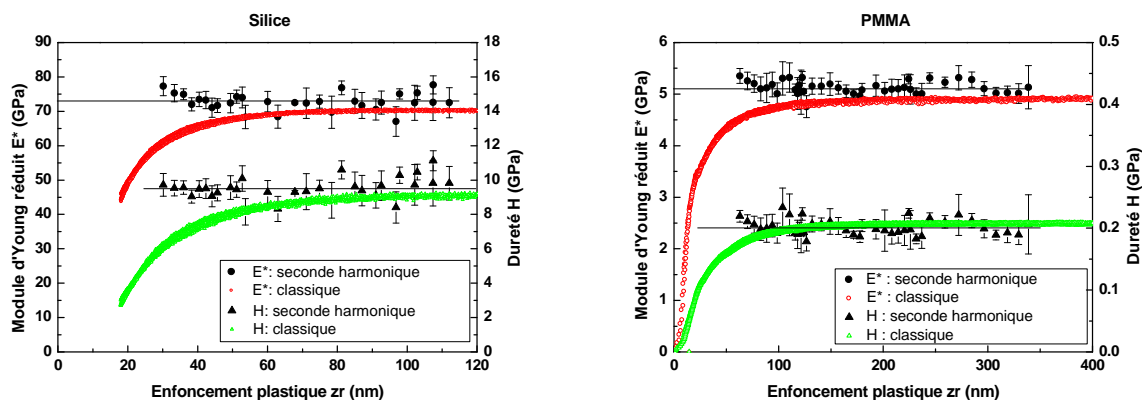 Silice
Module d'Young réduit E* (GPa)
90
80
70
60
50
40
30
20
10
0
18
16
14
12
10
8
6
4
2
0
Dureté H (GPa)
E*: seconde harmonique
E*: classique
H: seconde harmonique
H: classique
0
20
40
60
80
100
120
Enfoncement plastique zr (nm)
PMMA
Module d'Young réduit E* (GPa)
6
5
4
3
2
1
0
0.5
0.4
0.3
0.2
0.1
0.0
Dureté H (GPa)
E* : seconde harmonique
E* : classique
H : seconde harmonique
H : classique
0
100
200
300
400
Enfoncement plastique zr (nm)